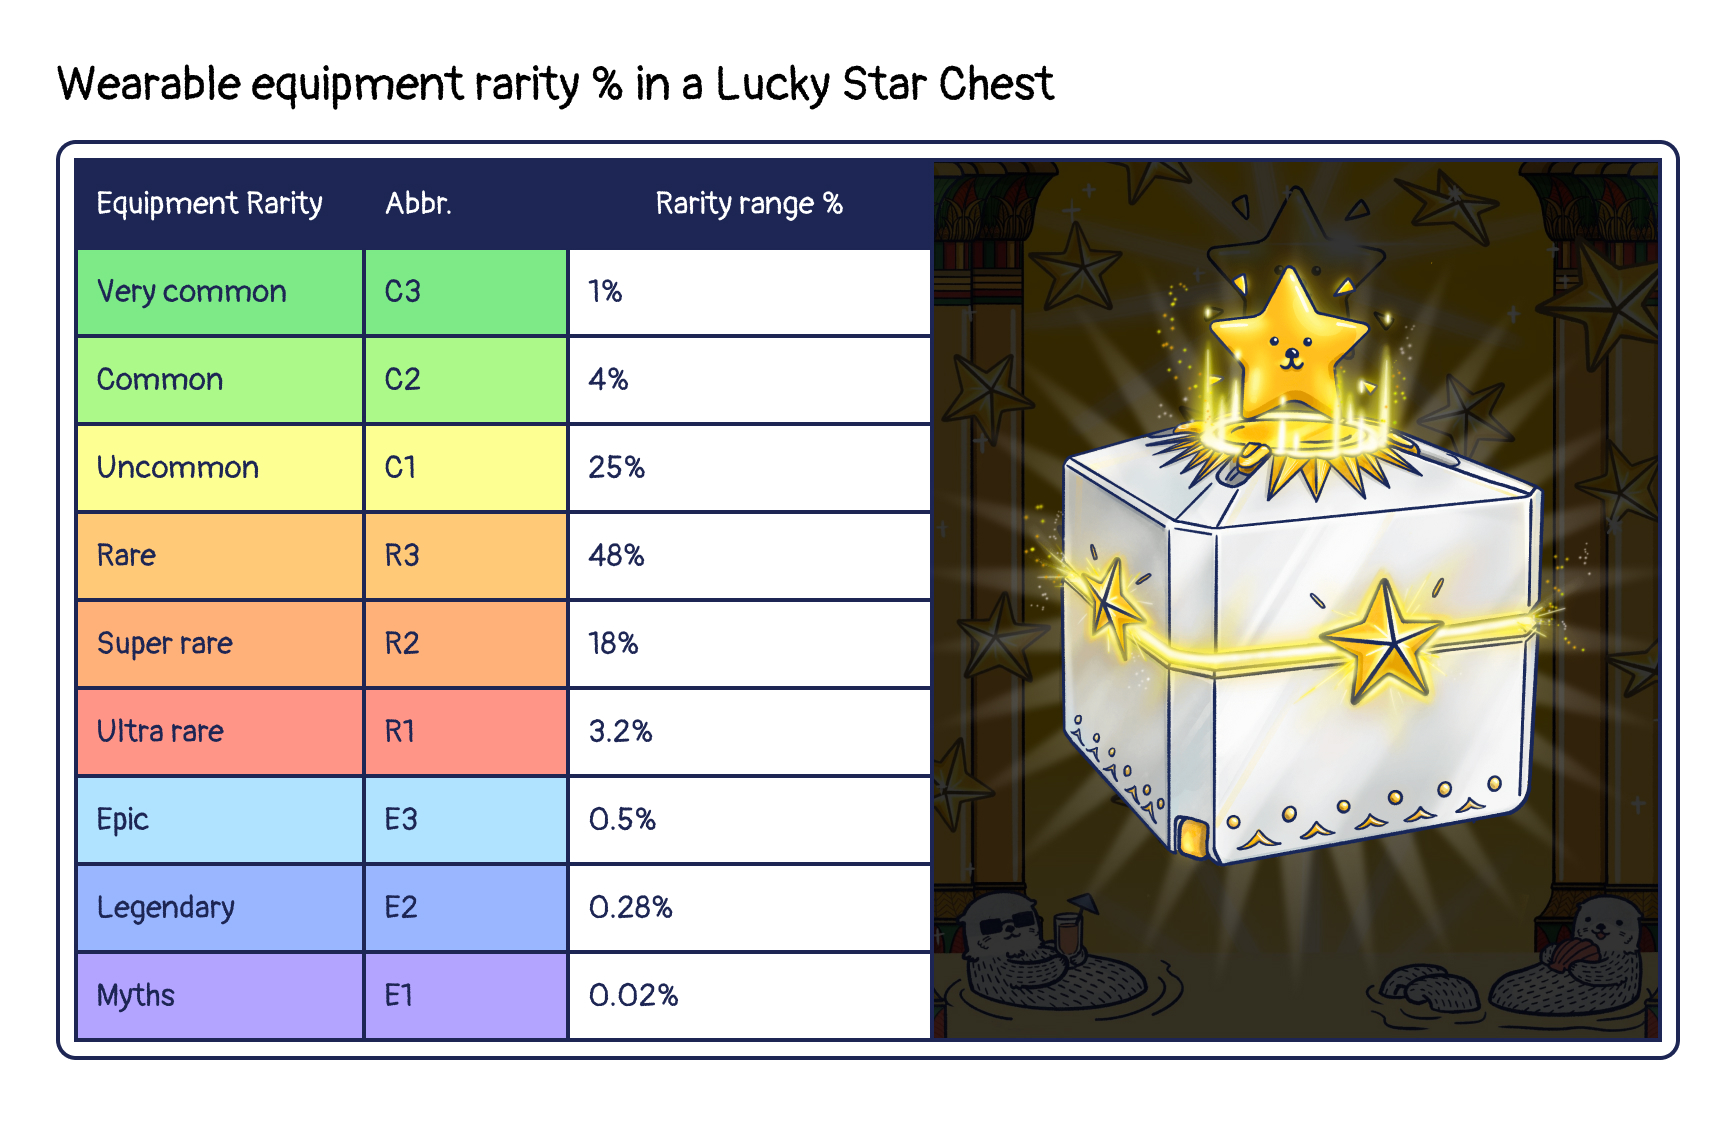 Wearable equipment rarity % in a Lucky Star Chest
Equipment Rarity Abbr. Rarity range %
Very common C3 1%
Common C2 4%
Uncommon C1 25%
Rare R3 48%
Super rare R2 18%
Ultra rare R1 3.2%
Epic E3 0.5%
Legendary E2 0.28%
Myths E1 0.02%